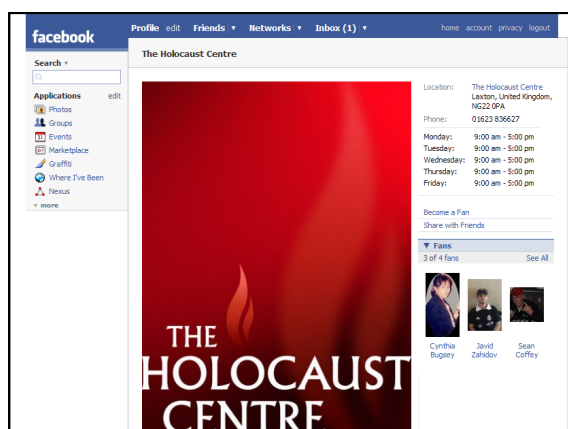 facebook
Profile edit Friends ▾ Networks ▾ Inbox (1) ▾ home account privacy logout
Search ▾
Applications edit
Photos
Groups
Events
Marketplace
Graffiti
Where I've Been
Nexus
▾ more
The Holocaust Centre
THE
HOLOCAUST
CENTRE
Location: The Holocaust Centre
Laxton, United Kingdom,
NG22 0PA
Phone: 01623 836627
Monday: 9:00 am - 5:00 pm
Tuesday: 9:00 am - 5:00 pm
Wednesday: 9:00 am - 5:00 pm
Thursday: 9:00 am - 5:00 pm
Friday: 9:00 am - 5:00 pm
Become a Fan
Share with Friends
▼ Fans
3 of 4 fans See All
Cynthia Javid Sean
Bugsey Zahidov Coffey